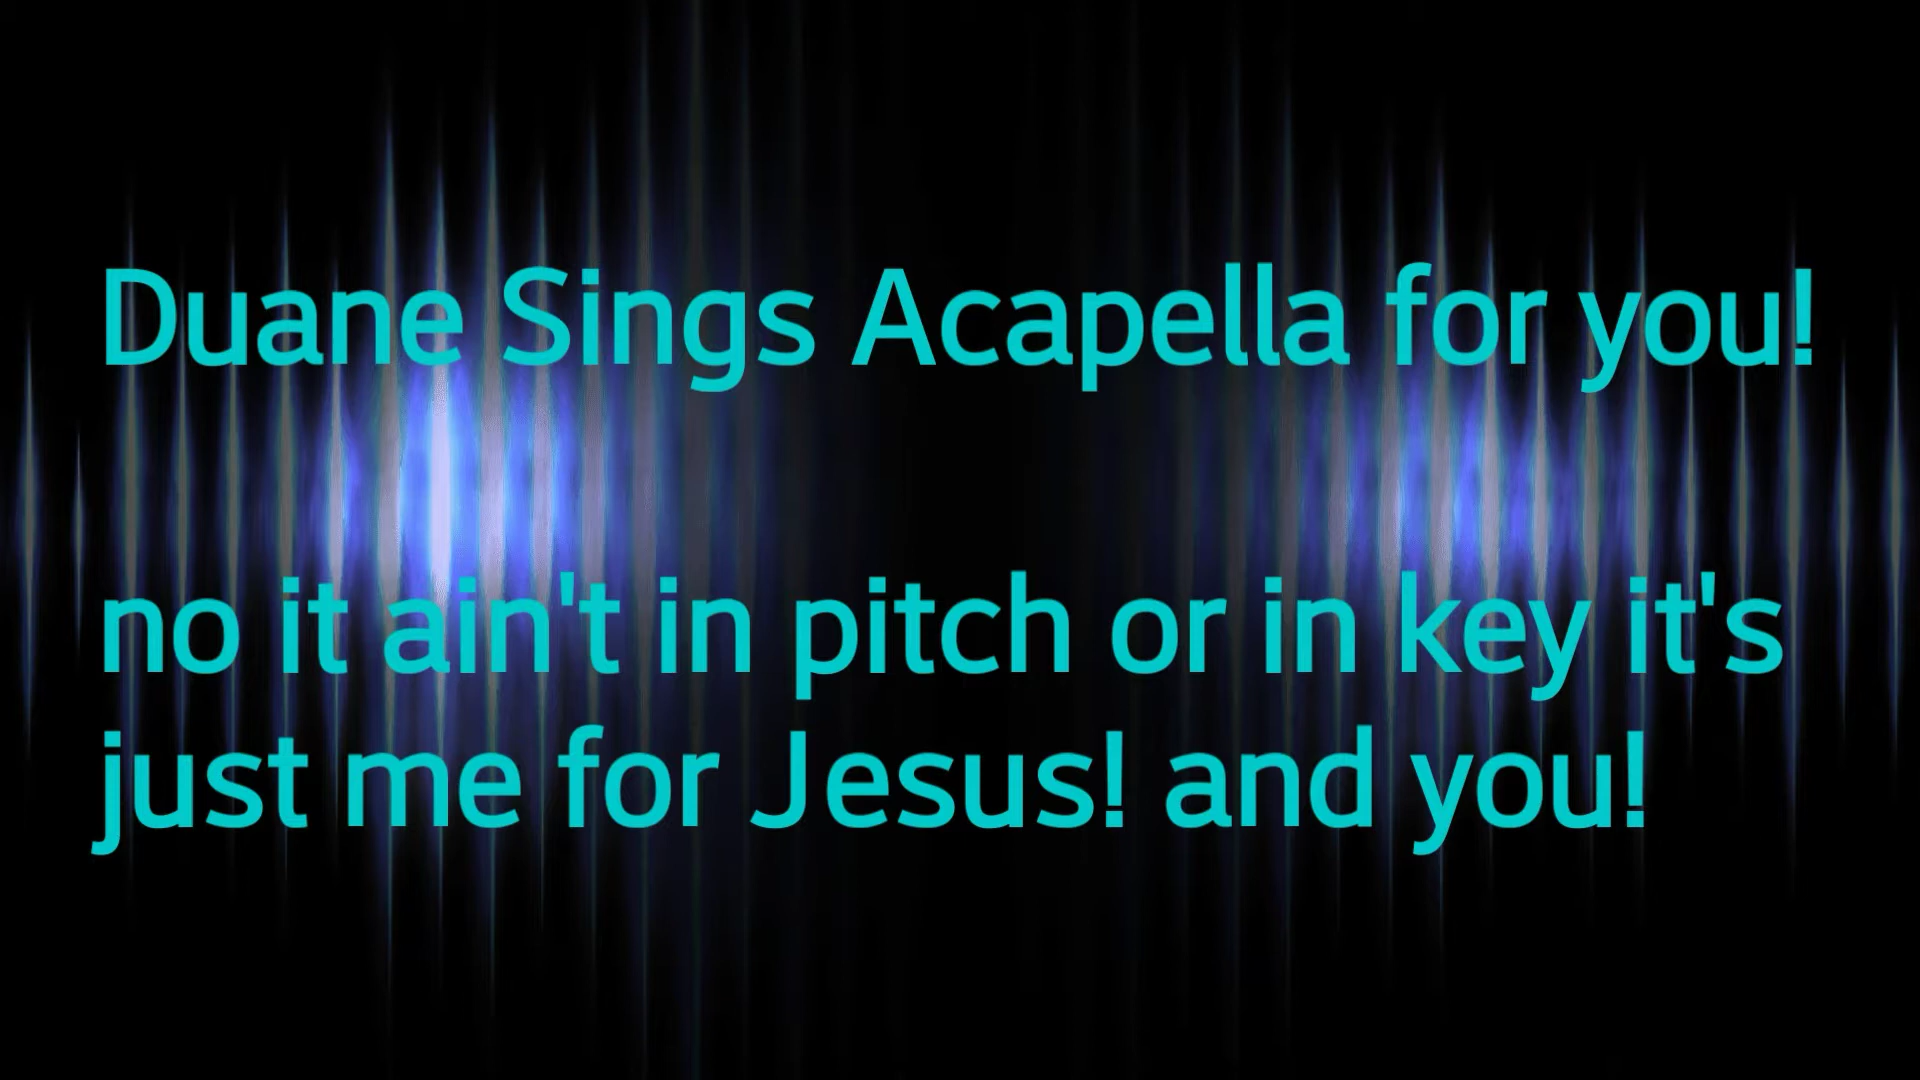 Duane Sings Acapella for you!
no it ain't in pitch or in key it's
just me for Jesus! and you!